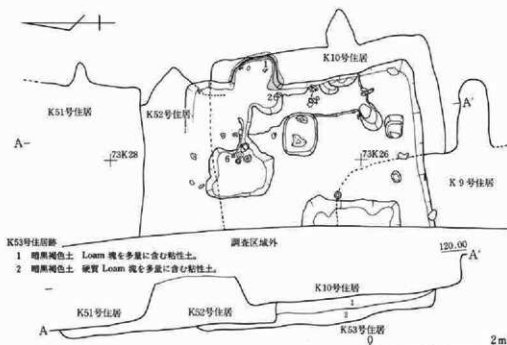 K10号住居
K51号住居
K52号住居
A
A'
73K28
73K26
K9号住居
K53号住居跡
調査区域外
1 暗黒褐色土 Loam 塊を多量に含む粘性土。
2 暗黒褐色土 硬質 Loam 塊を多量に含む粘性土。
120.00
A'
K10号住居
K51号住居
K52号住居
1
2
A
K53号住居
0 2m